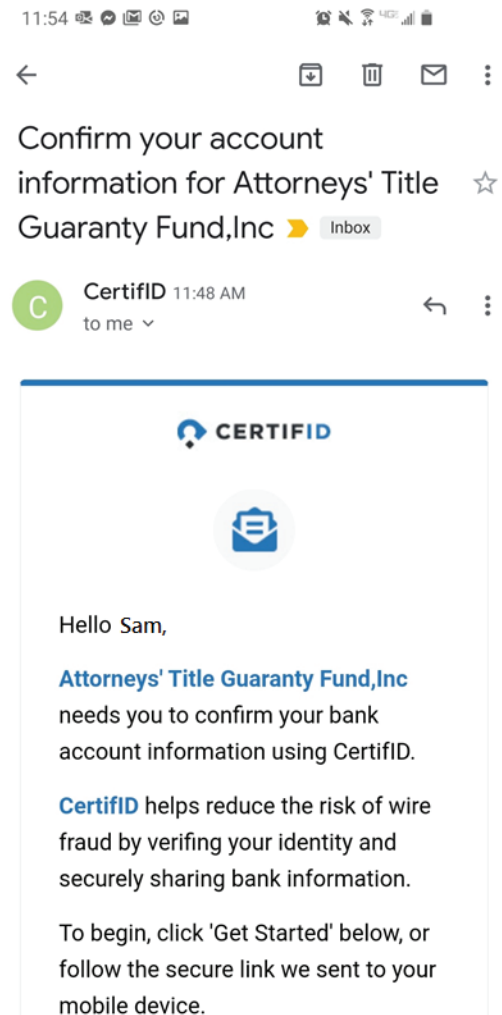 11:54
4GE
Confirm your account
information for Attorneys' Title
Guaranty Fund,Inc Inbox
C
CertifID 11:48 AM
to me
CERTIFID
Hello Sam,
Attorneys' Title Guaranty Fund,Inc
needs you to confirm your bank
account information using CertifID.
CertifID helps reduce the risk of wire
fraud by verifing your identity and
securely sharing bank information.
To begin, click 'Get Started' below, or
follow the secure link we sent to your
mobile device.